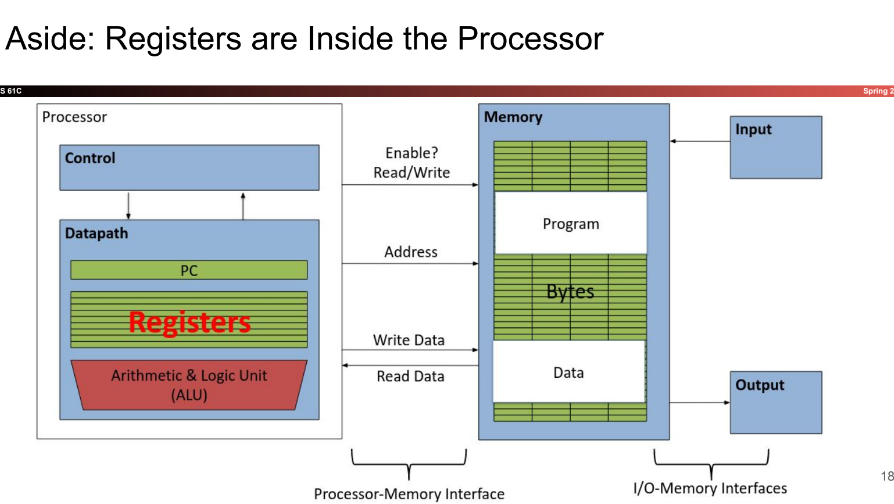 Aside: Registers are Inside the Processor
S 61C
Spring 2
Processor
Control
Datapath
PC
Registers
Arithmetic & Logic Unit
(ALU)
Enable?
Read/Write
Address
Write Data
Read Data
Memory
Program
Bytes
Data
Input
Output
Processor-Memory Interface
I/O-Memory Interfaces
18